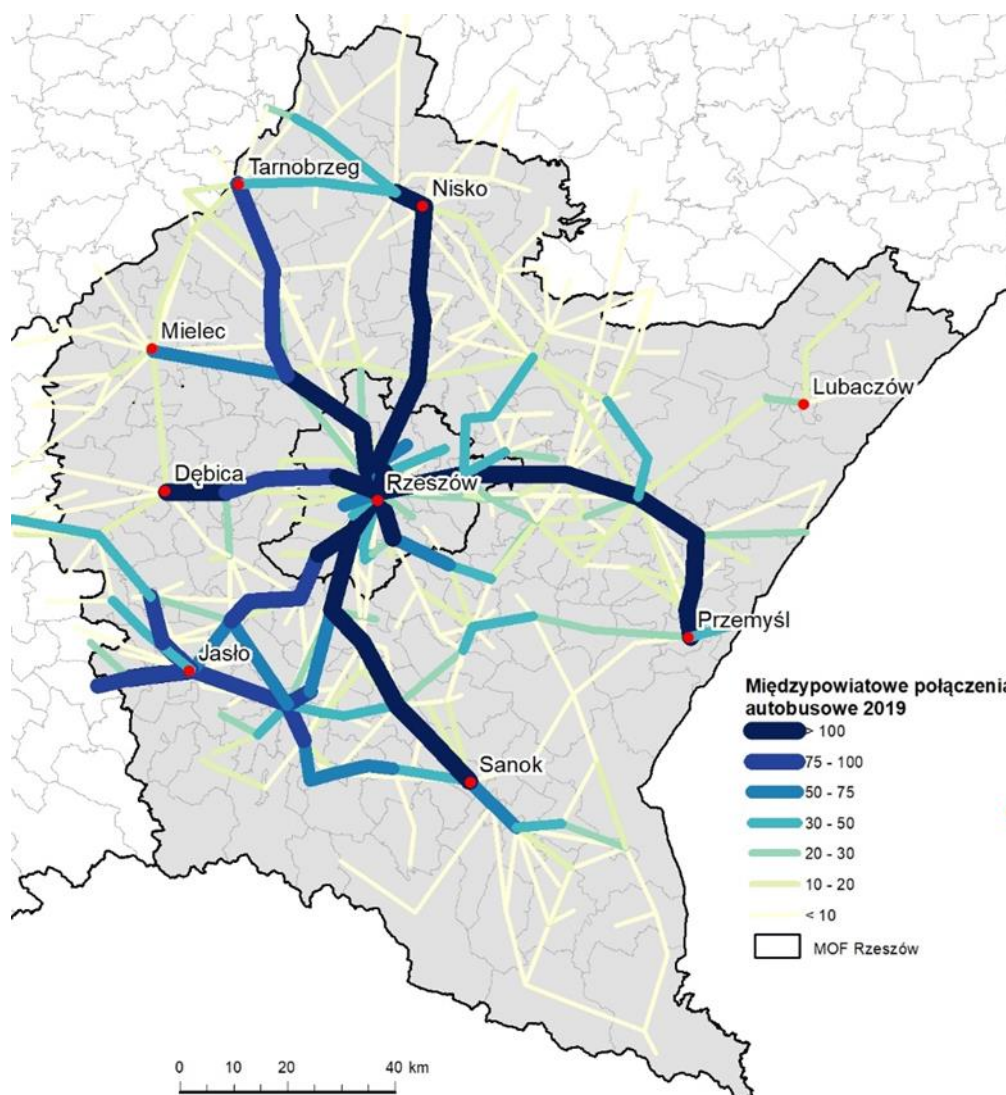 Tarnobrzeg
Nisko
Mielec
Lubaczów
Dębica
Rzeszów
Przemyśl
Jasło
Sanok
Międzypowiatowe połączenia
autobusowe 2019
> 100
75 - 100
50 - 75
30 - 50
20 - 30
10 - 20
< 10
MOF Rzeszów
0 10 20 40 km